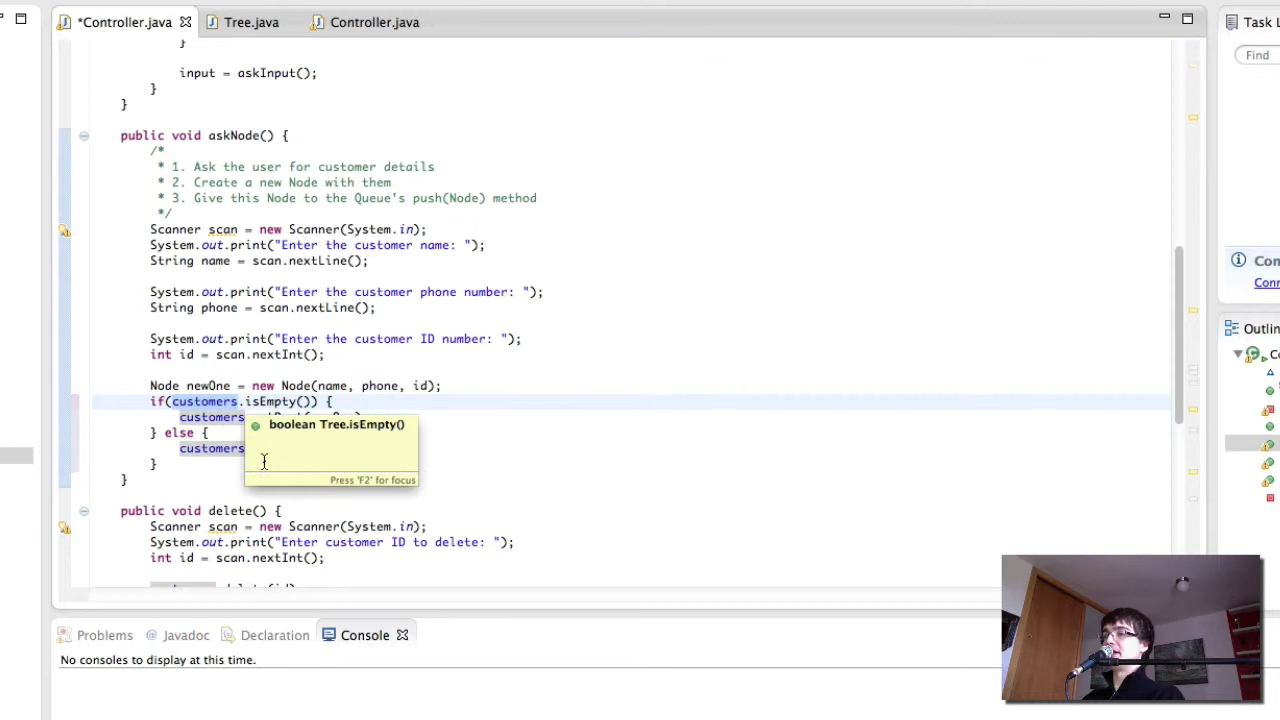 *Controller.java
Tree.java
Controller.java
Task L
Find
}
input = askInput();
}
}
public void askNode() {
/*
* 1. Ask the user for customer details
* 2. Create a new Node with them
* 3. Give this Node to the Queue's push(Node) method
*/
Scanner scan = new Scanner(System.in);
System.out.print("Enter the customer name: ");
String name = scan.nextLine();
System.out.print("Enter the customer phone number: ");
String phone = scan.nextLine();
System.out.print("Enter the customer ID number: ");
int id = scan.nextInt();
Node newOne = new Node(name, phone, id);
if(customers.isEmpty()) {
customers
boolean Tree.isEmpty()
} else {
customers
}
Press 'F2' for focus
}
public void delete() {
Scanner scan = new Scanner(System.in);
System.out.print("Enter customer ID to delete: ");
int id = scan.nextInt();
Con
Conn
Outlin
Co
Problems
@ Javadoc
Declaration
Console
No consoles to display at this time.